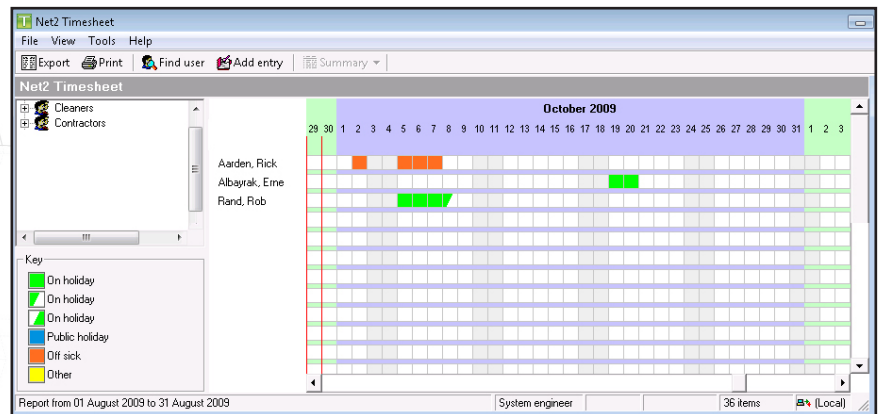 Net2 Timesheet
File View Tools Help
Export Print Find user Add entry Summary
Net2 Timesheet
Cleaners
Contractors
October 2009
29 30 1 2 3 4 5 6 7 8 9 10 11 12 13 14 15 16 17 18 19 20 21 22 23 24 25 26 27 28 29 30 31 1 2 3
Aarden, Rick
Albayrak, Erne
Rand, Rob
Key
On holiday
On holiday
On holiday
Public holiday
Off sick
Other
Report from 01 August 2009 to 31 August 2009 System engineer 36 items (Local)